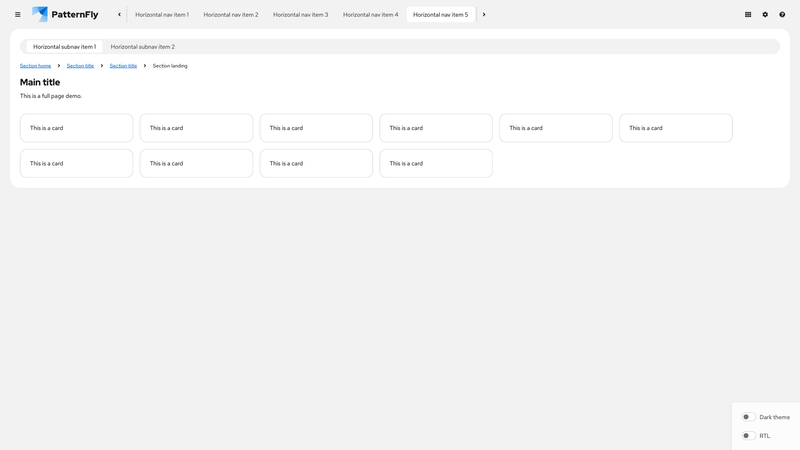 PatternFly
Horizontal nav item 1 Horizontal nav item 2 Horizontal nav item 3 Horizontal nav item 4 Horizontal nav item 5
Horizontal subnav item 1 Horizontal subnav item 2
Section home Section title Section title Section landing
Main title
This is a full page demo.
This is a card This is a card This is a card This is a card This is a card This is a card
This is a card This is a card This is a card This is a card
Dark theme
RTL